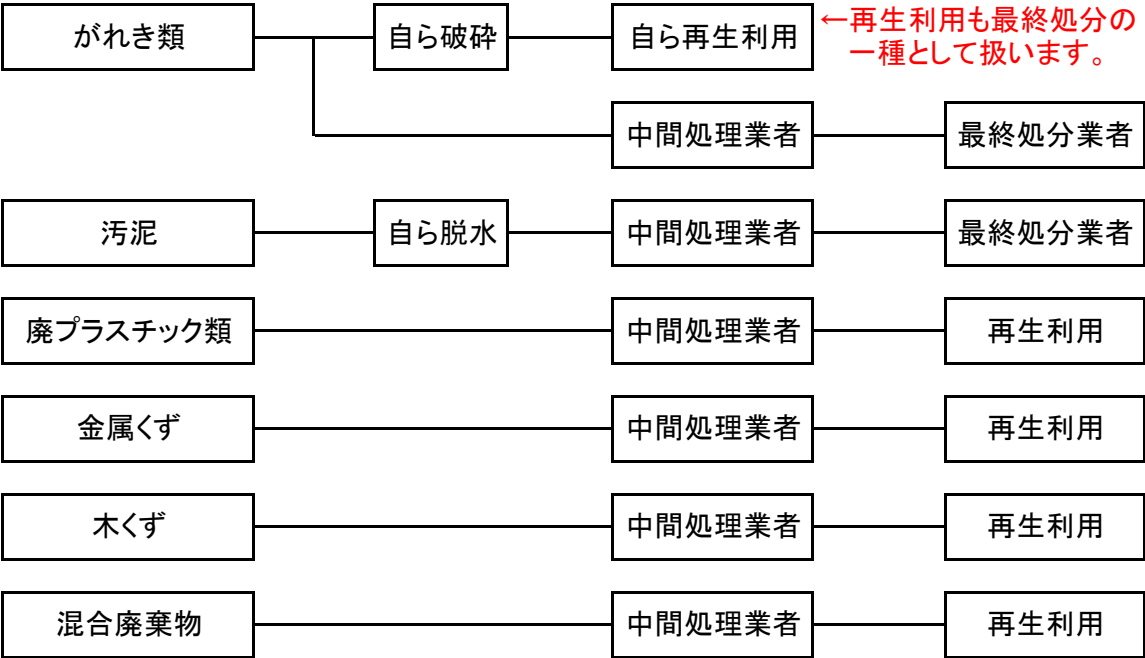 がれき類
自ら破砕
自ら再生利用
←再生利用も最終処分の
一種として扱います。
中間処理業者
最終処分業者
汚泥
自ら脱水
中間処理業者
最終処分業者
廃プラスチック類
中間処理業者
再生利用
金属くず
中間処理業者
再生利用
木くず
中間処理業者
再生利用
混合廃棄物
中間処理業者
再生利用